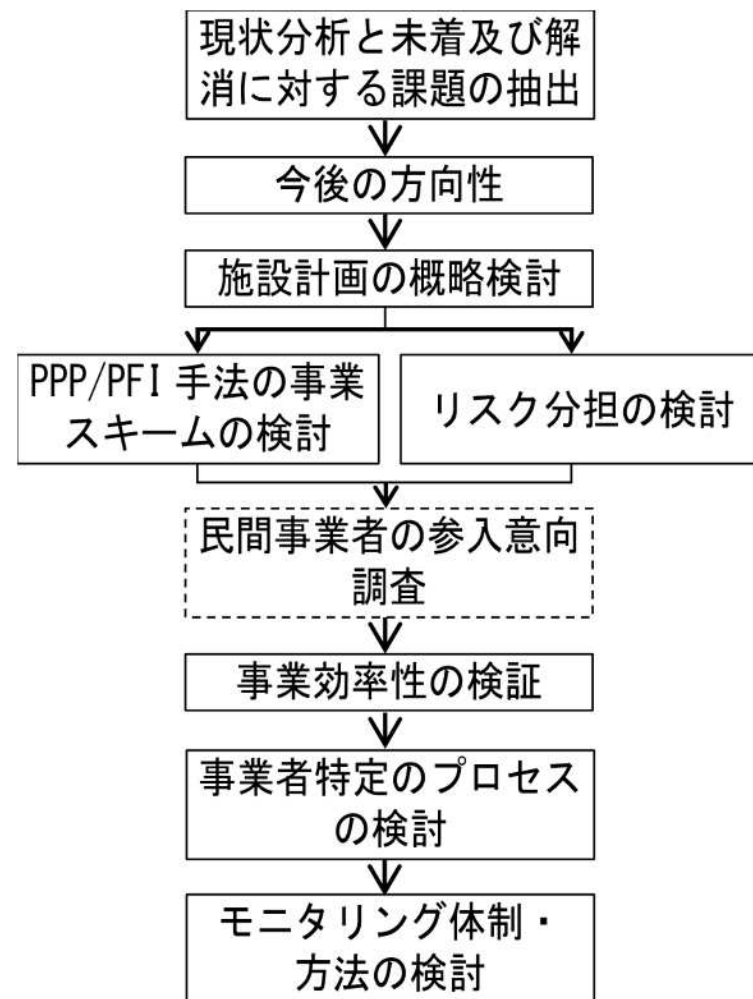 現状分析と未着及び解
消に対する課題の抽出
今後の方向性
施設計画の概略検討
PPP/PFI 手法の事業
スキームの検討
リスク分担の検討
民間事業者の参入意向
調査
事業効率性の検証
事業者特定のプロセス
の検討
モニタリング体制・
方法の検討